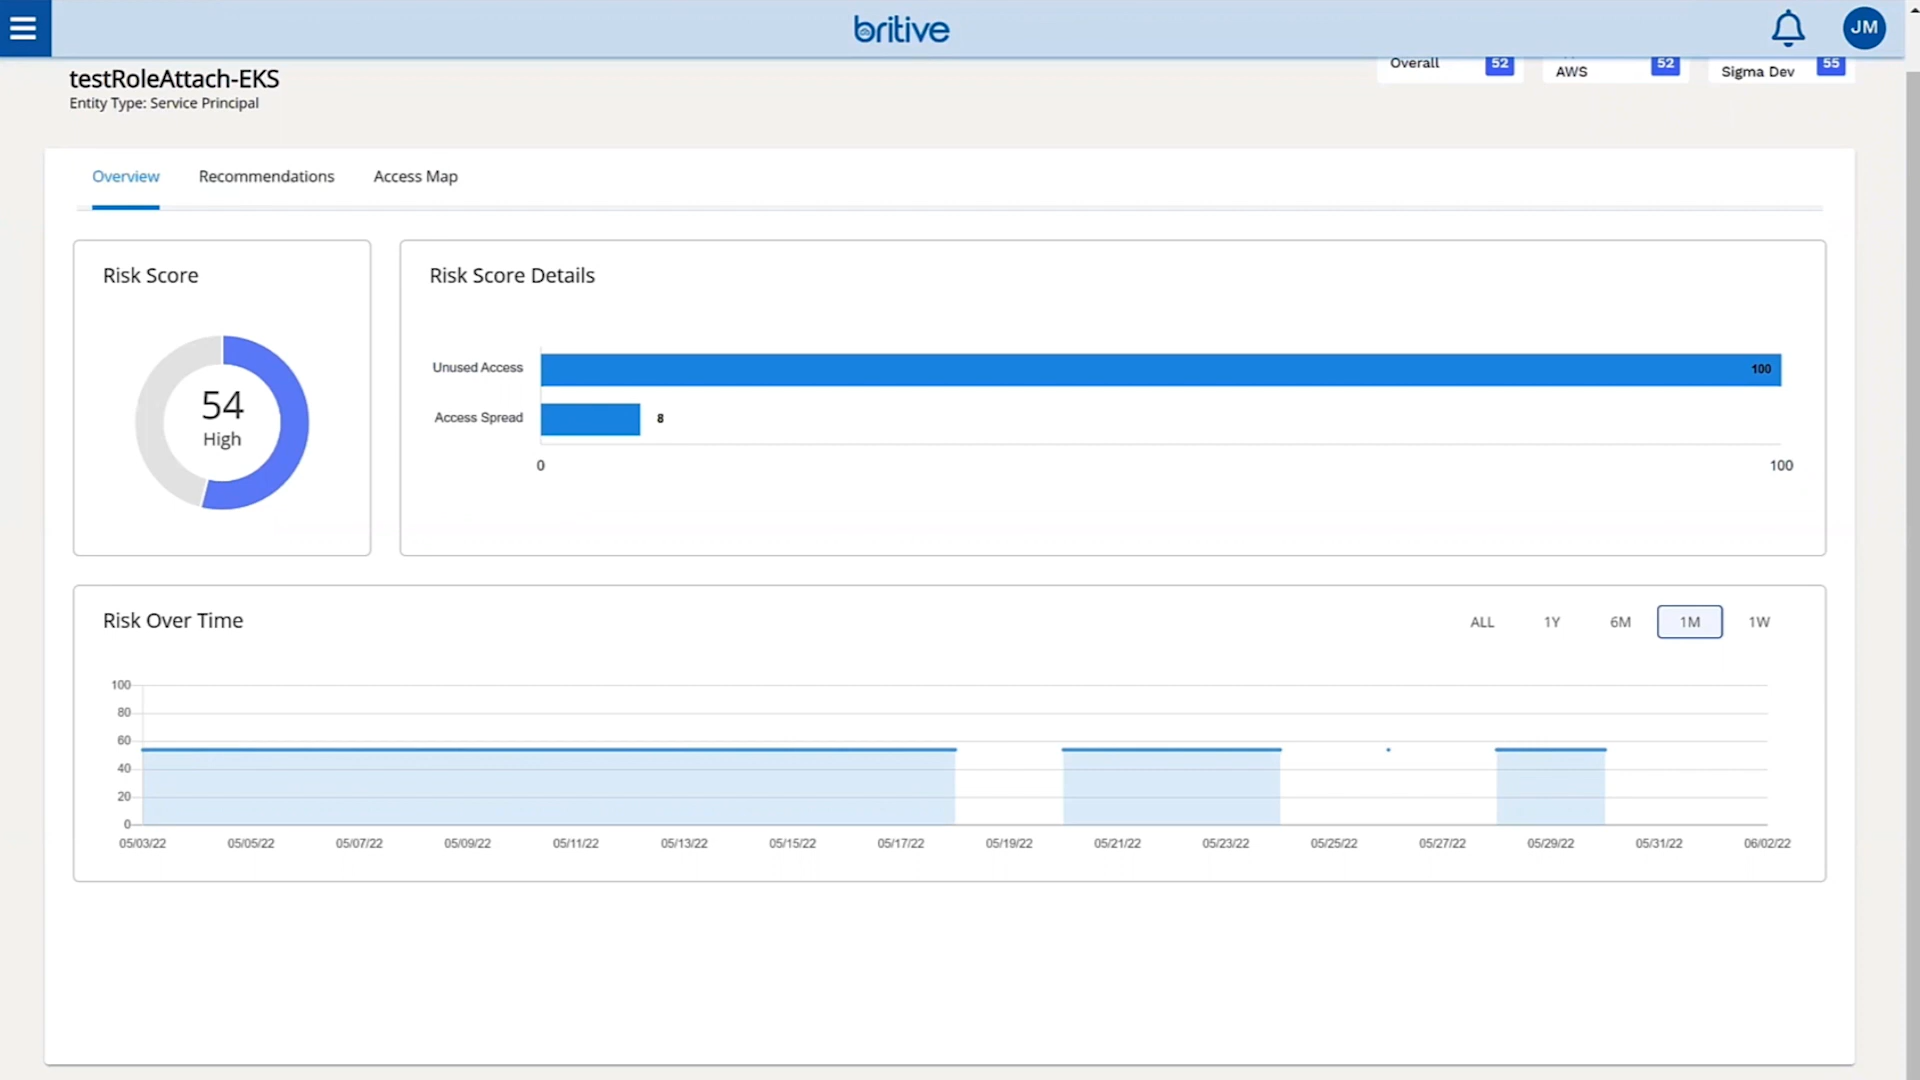 britive
JM
testRoleAttach-EKS
Entity Type: Service Principal
Overall 52
AWS 52
Sigma Dev 55
Overview Recommendations Access Map
Risk Score
54
High
Risk Score Details
Unused Access 100
Access Spread 8
0 100
Risk Over Time
ALL 1Y 6M 1M 1W
100
80
60
40
20
0
05/03/22 05/05/22 05/07/22 05/09/22 05/11/22 05/13/22 05/15/22 05/17/22 05/19/22 05/21/22 05/23/22 05/25/22 05/27/22 05/29/22 05/31/22 06/02/22